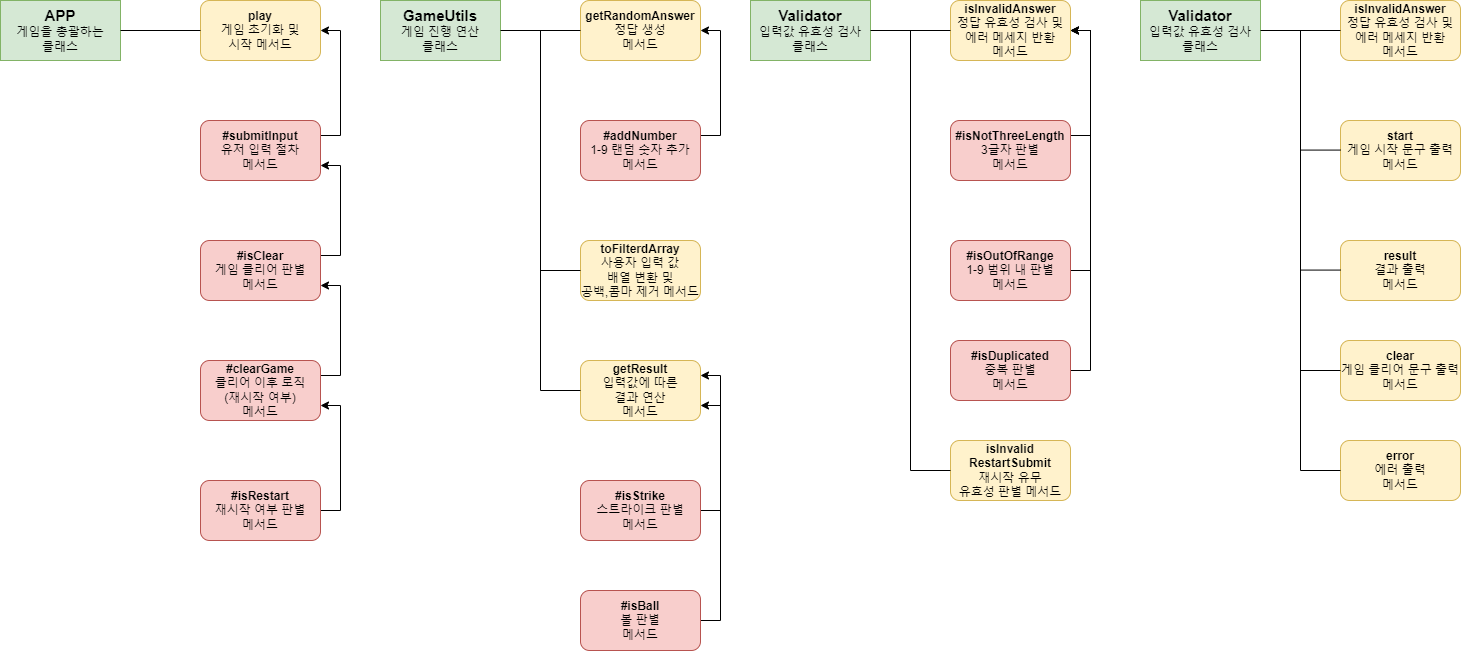 APP
게임을 총괄하는
클래스
play
게임 초기화 및
시작 메서드
#submitInput
유저 입력 절차
메서드
#isClear
게임 클리어 판별
메서드
#clearGame
클리어 이후 로직
(재시작 여부)
메서드
#isRestart
재시작 여부 판별
메서드
GameUtils
게임 진행 연산
클래스
getRandomAnswer
정답 생성
메서드
#addNumber
1-9 랜덤 숫자 추가
메서드
toFilterdArray
사용자 입력 값
배열 변환 및
공백,콤마 제거 메서드
getResult
입력값에 따른
결과 연산
메서드
#isStrike
스트라이크 판별
메서드
#isBall
볼 판별
메서드
Validator
입력값 유효성 검사
클래스
isInvalidAnswer
정답 유효성 검사 및
에러 메세지 반환
메서드
#isNotThreeLength
3글자 판별
메서드
#isOutOfRange
1-9 범위 내 판별
메서드
#isDuplicated
중복 판별
메서드
isInvalid
RestartSubmit
재시작 유무
유효성 판별 메서드
Validator
입력값 유효성 검사
클래스
isInvalidAnswer
정답 유효성 검사 및
에러 메세지 반환
메서드
start
게임 시작 문구 출력
메서드
result
결과 출력
메서드
clear
게임 클리어 문구 출력
메서드
error
에러 출력
메서드